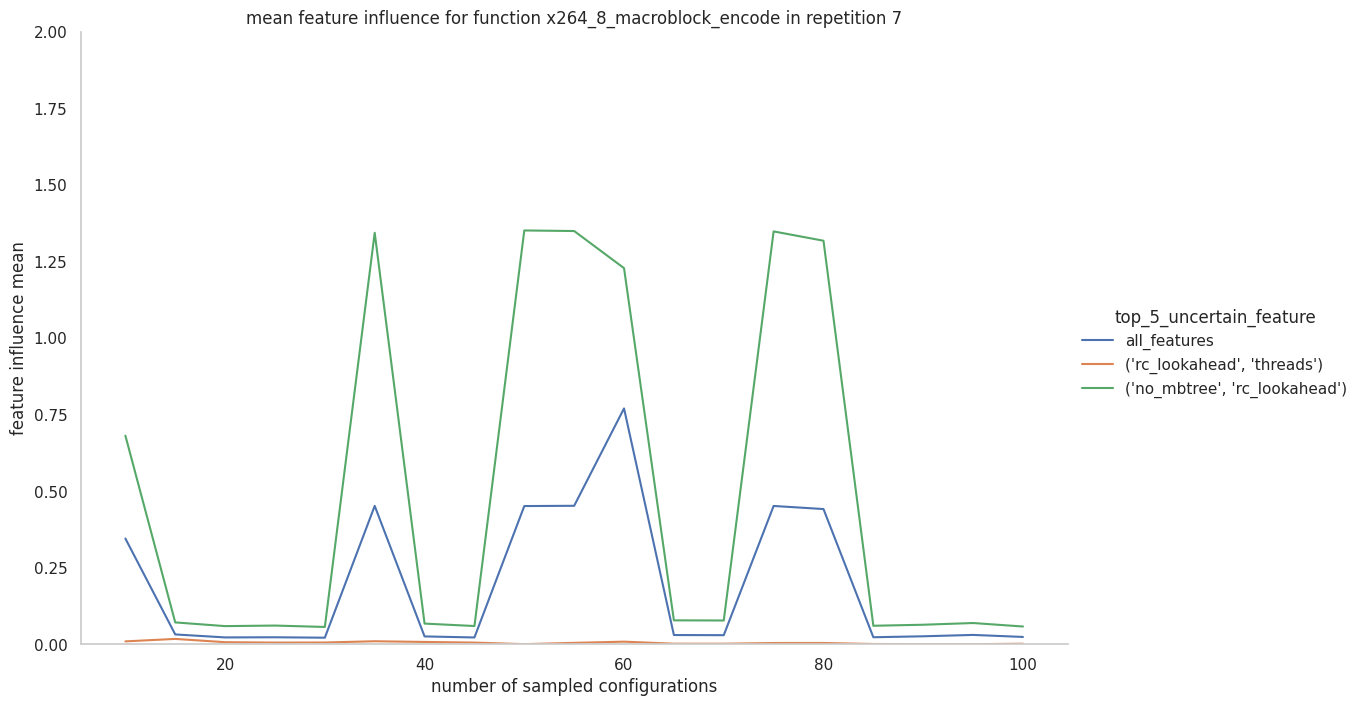 mean feature influence for function x264_8_macroblock_encode in repetition 7
2.00
1.75
1.50
1.25
1.00
0.75
0.50
0.25
0.00
feature influence mean
20
40
60
80
100
number of sampled configurations
top_5_uncertain_feature
all_features
('rc_lookahead', 'threads')
('no_mbtree', 'rc_lookahead')